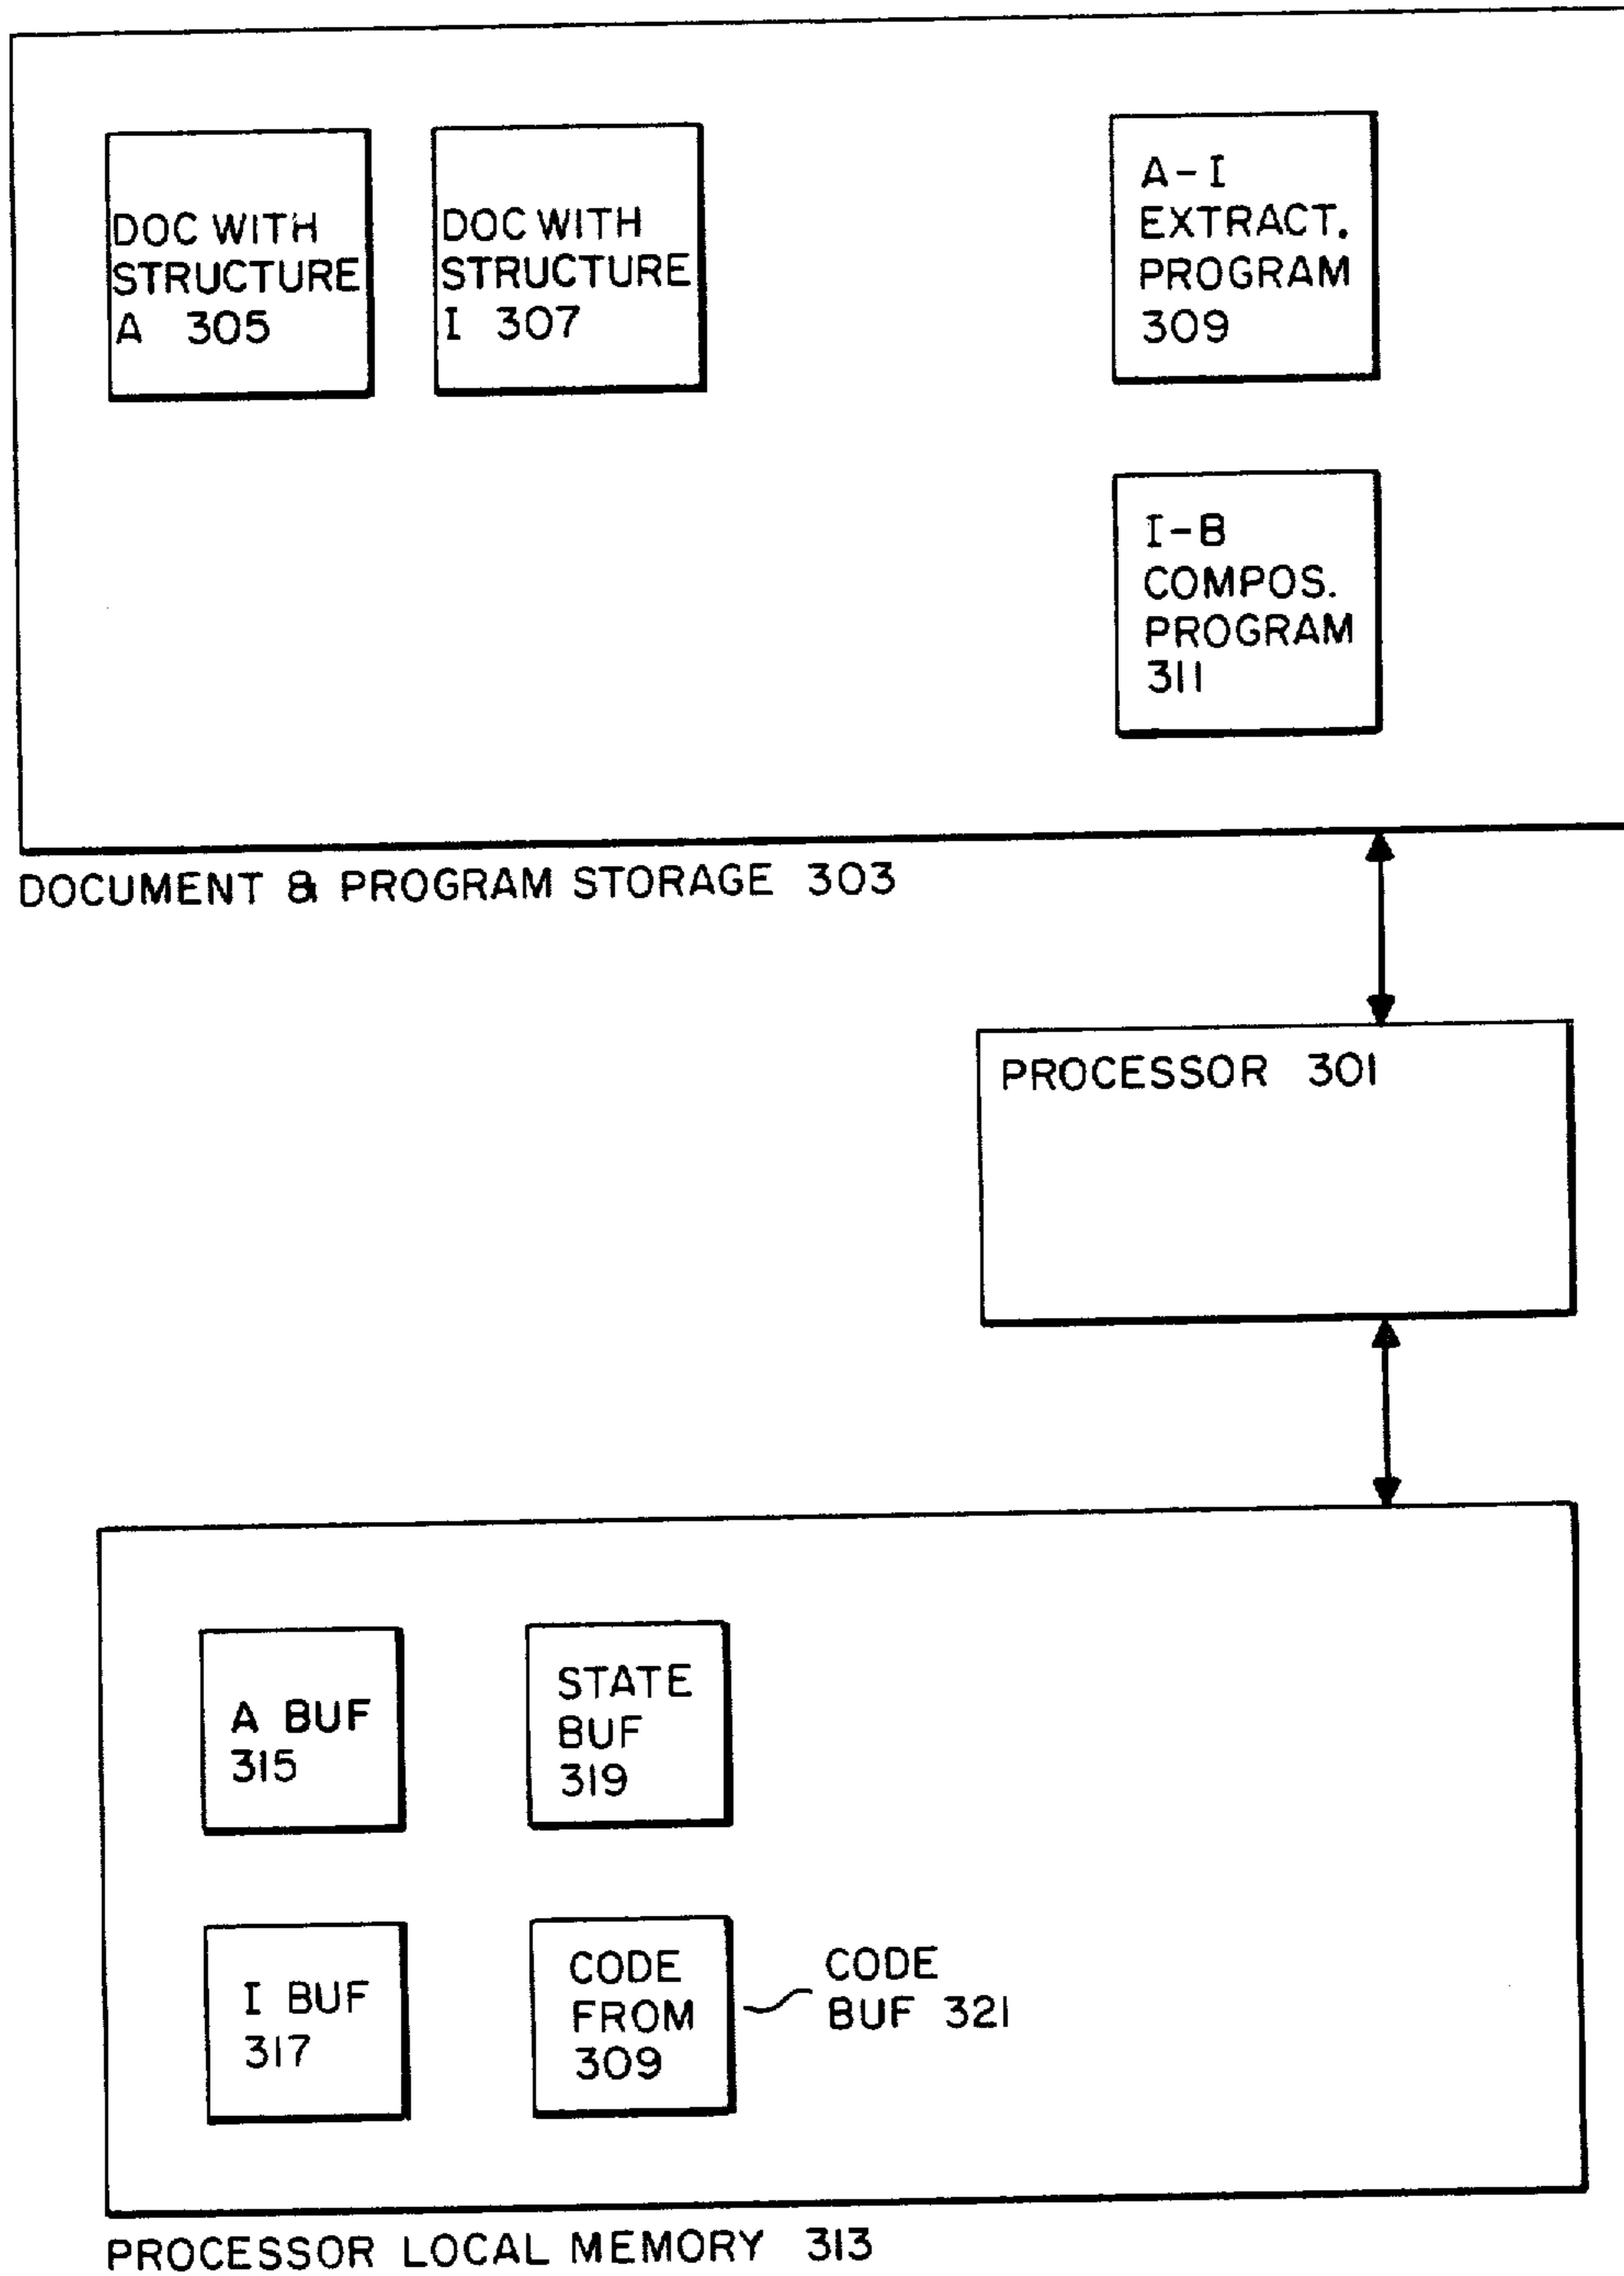 DOC WITH
STRUCTURE
A 305
DOC WITH
STRUCTURE
I 307
A-I
EXTRACT.
PROGRAM
309
I-B
COMPOS.
PROGRAM
311
DOCUMENT & PROGRAM STORAGE 303
PROCESSOR 301
A BUF
315
STATE
BUF
319
I BUF
317
CODE
FROM
309
CODE
BUF 321
PROCESSOR LOCAL MEMORY 313